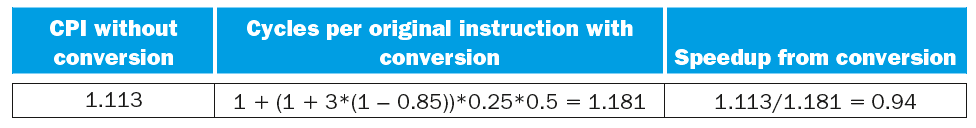 CPI without
conversion
Cycles per original instruction with
conversion
Speedup from conversion
1.113
1 + (1 + 3*(1 – 0.85))*0.25*0.5 = 1.181
1.113/1.181 = 0.94